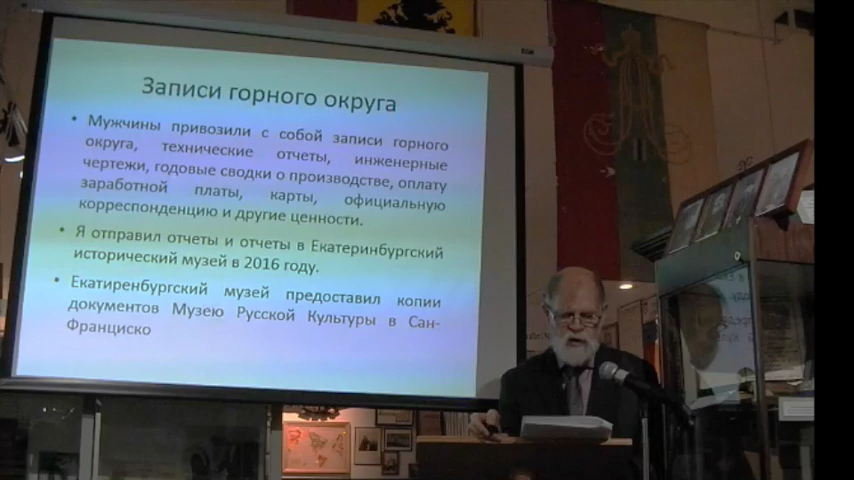 Записи горного округа
• Мужчины привозили с собой записи горного
округа, технические отчеты, инженерные
чертежи, годовые сводки о производстве, оплату
заработной платы, карты, официальную
корреспонденцию и другие ценности.
• Я отправил отчеты и отчеты в Екатеринбургский
исторический музей в 2016 году.
• Екатиренбургский музей предоставил копии
документов Музею Русской Культуры в Сан-
Франциско